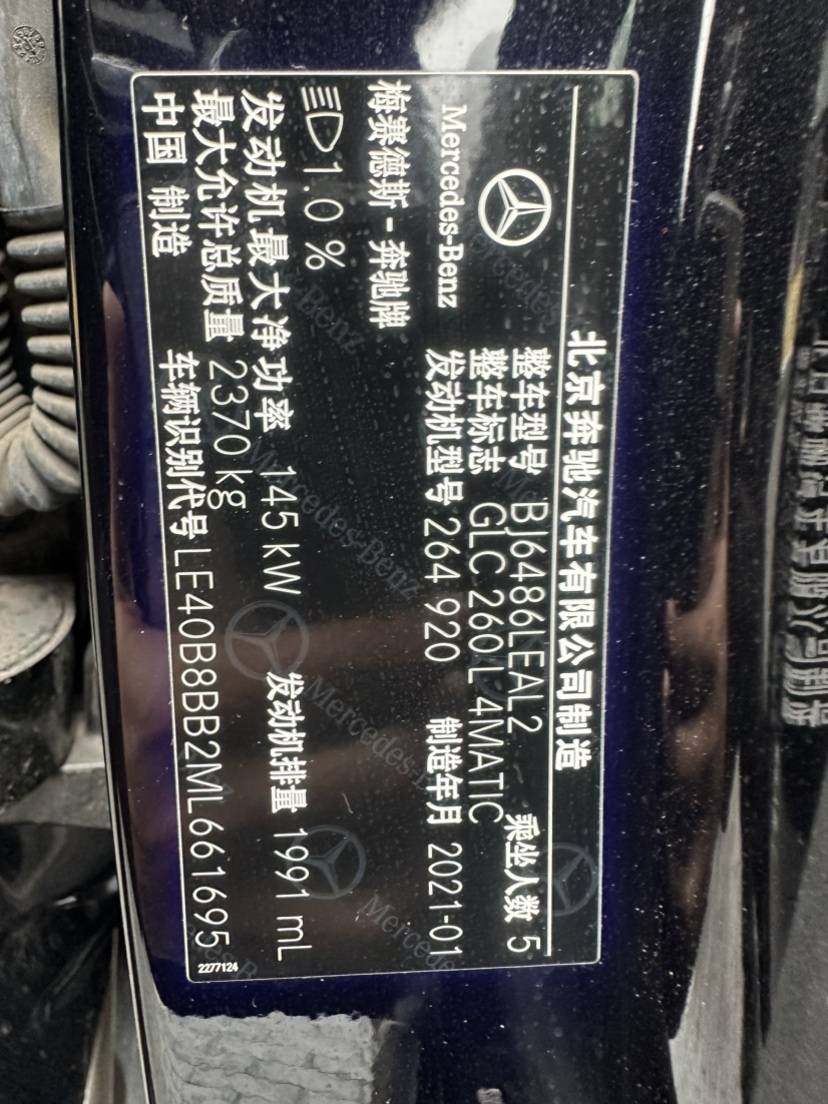 北京奔驰汽车有限公司制造
Mercedes-Benz
整车型号 BJ6486LEAL2 乘坐人数 5
整车标志 GLC 260 L 4MATIC
发动机型号 264 920 制造年月 2021-01
梅赛德斯-奔驰牌
1.0 %
发动机最大净功率 145 kW 发动机排量 1991 mL
最大允许总质量 2370 kg
中国 制造 车辆识别代号 LE40B8BB2ML661695
2277124